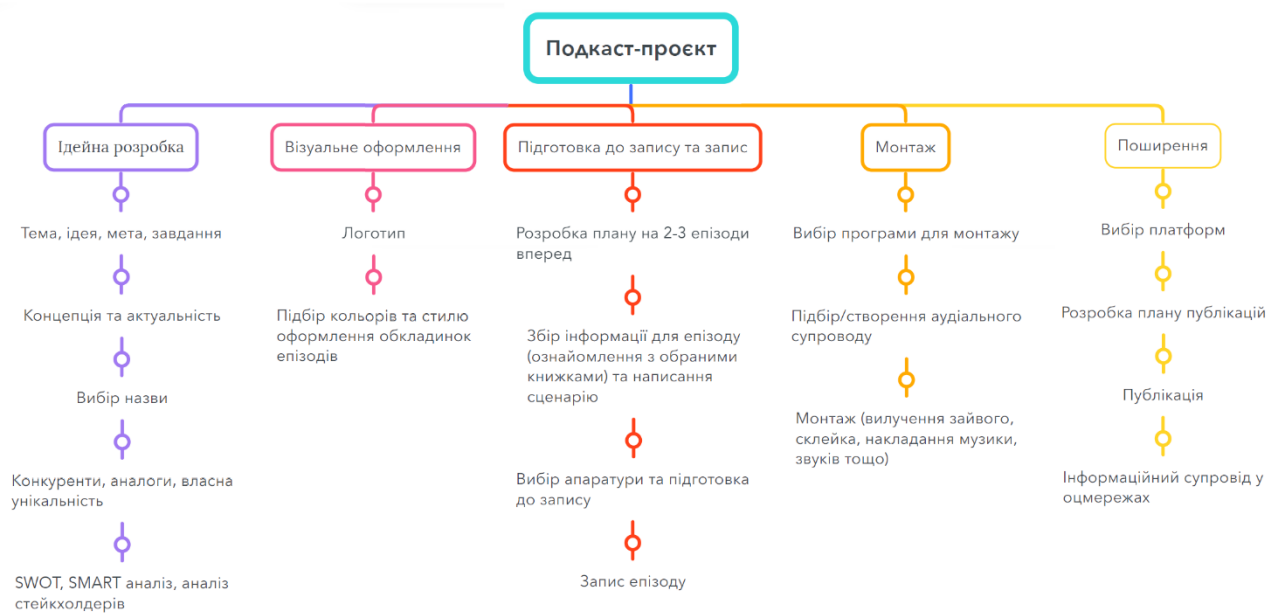 Подкаст-проєкт
Ідейна розробка
Тема, ідея, мета, завдання
Концепція та актуальність
Вибір назви
Конкуренти, аналоги, власна
унікальність
SWOT, SMART аналіз, аналіз
стейкхолдерів
Візуальне оформлення
Логотип
Підбір кольорів та стилю
оформлення обкладинок
епізодів
Підготовка до запису та запис
Розробка плану на 2-3 епізоди
вперед
Збір інформації для епізоду
(ознайомлення з обраними
книжками) та написання
сценарію
Вибір апаратури та підготовка
до запису
Запис епізоду
Монтаж
Вибір програми для монтажу
Підбір/створення аудіального
супроводу
Монтаж (вилучення зайвого,
склейка, накладання музики,
звуків тощо)
Поширення
Вибір платформ
Розробка плану публікацій
Публікація
Інформаційний супровід у
оцмережах